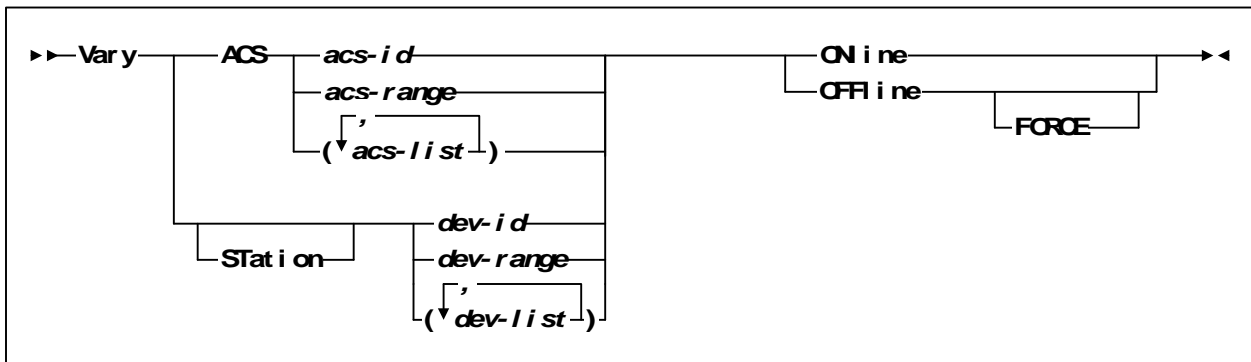 Vary ACS acs-id ONline
acs-range OFFline
,
( acs-list ) FORCE
dev-id
STation dev-range
,
( dev-list )